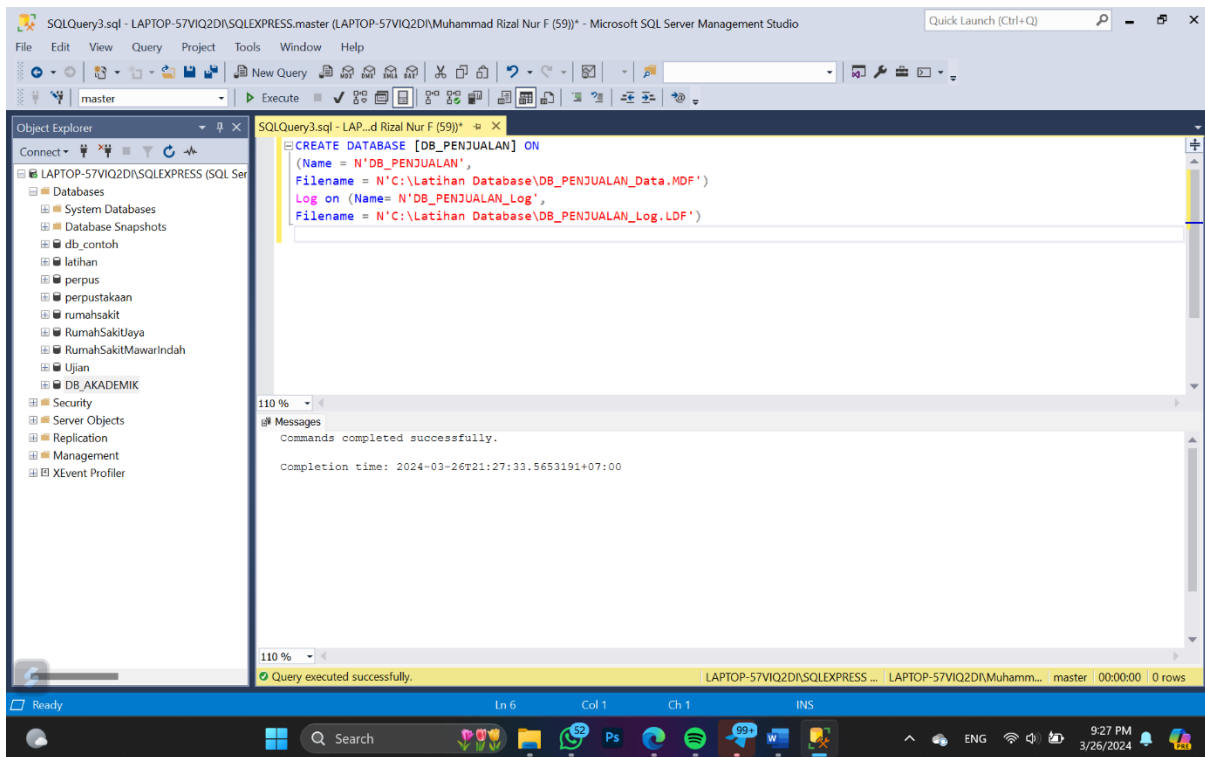 SQLQuery3.sql - LAPTOP-57VIQ2DI\SQLEXPRESS.master (LAPTOP-57VIQ2DI\Muhammad Rizal Nur F (59))* - Microsoft SQL Server Management Studio
Quick Launch (Ctrl+Q)
File Edit View Query Project Tools Window Help
New Query
master
Execute
Object Explorer
Connect
LAPTOP-57VIQ2DI\SQLEXPRESS (SQL Ser
Databases
System Databases
Database Snapshots
db_contoh
latihan
perpus
perpustakaan
rumahsakit
RumahSakitJaya
RumahSakitMawarIndah
Ujian
DB_AKADEMIK
Security
Server Objects
Replication
Management
XEvent Profiler
SQLQuery3.sql - LAP...d Rizal Nur F (59))*
CREATE DATABASE [DB_PENJUALAN] ON
(Name = N'DB_PENJUALAN',
Filename = N'C:\Latihan Database\DB_PENJUALAN_Data.MDF')
Log on (Name= N'DB_PENJUALAN_Log',
Filename = N'C:\Latihan Database\DB_PENJUALAN_Log.LDF')
110 %
Messages
Commands completed successfully.
Completion time: 2024-03-26T21:27:33.5653191+07:00
110 %
Query executed successfully.
LAPTOP-57VIQ2DI\SQLEXPRESS ... LAPTOP-57VIQ2DI\Muhamm... master 00:00:00 0 rows
Ready Ln 6 Col 1 Ch 1 INS
Search
52
Ps
99+
W
ENG
9:27 PM
3/26/2024
PRE